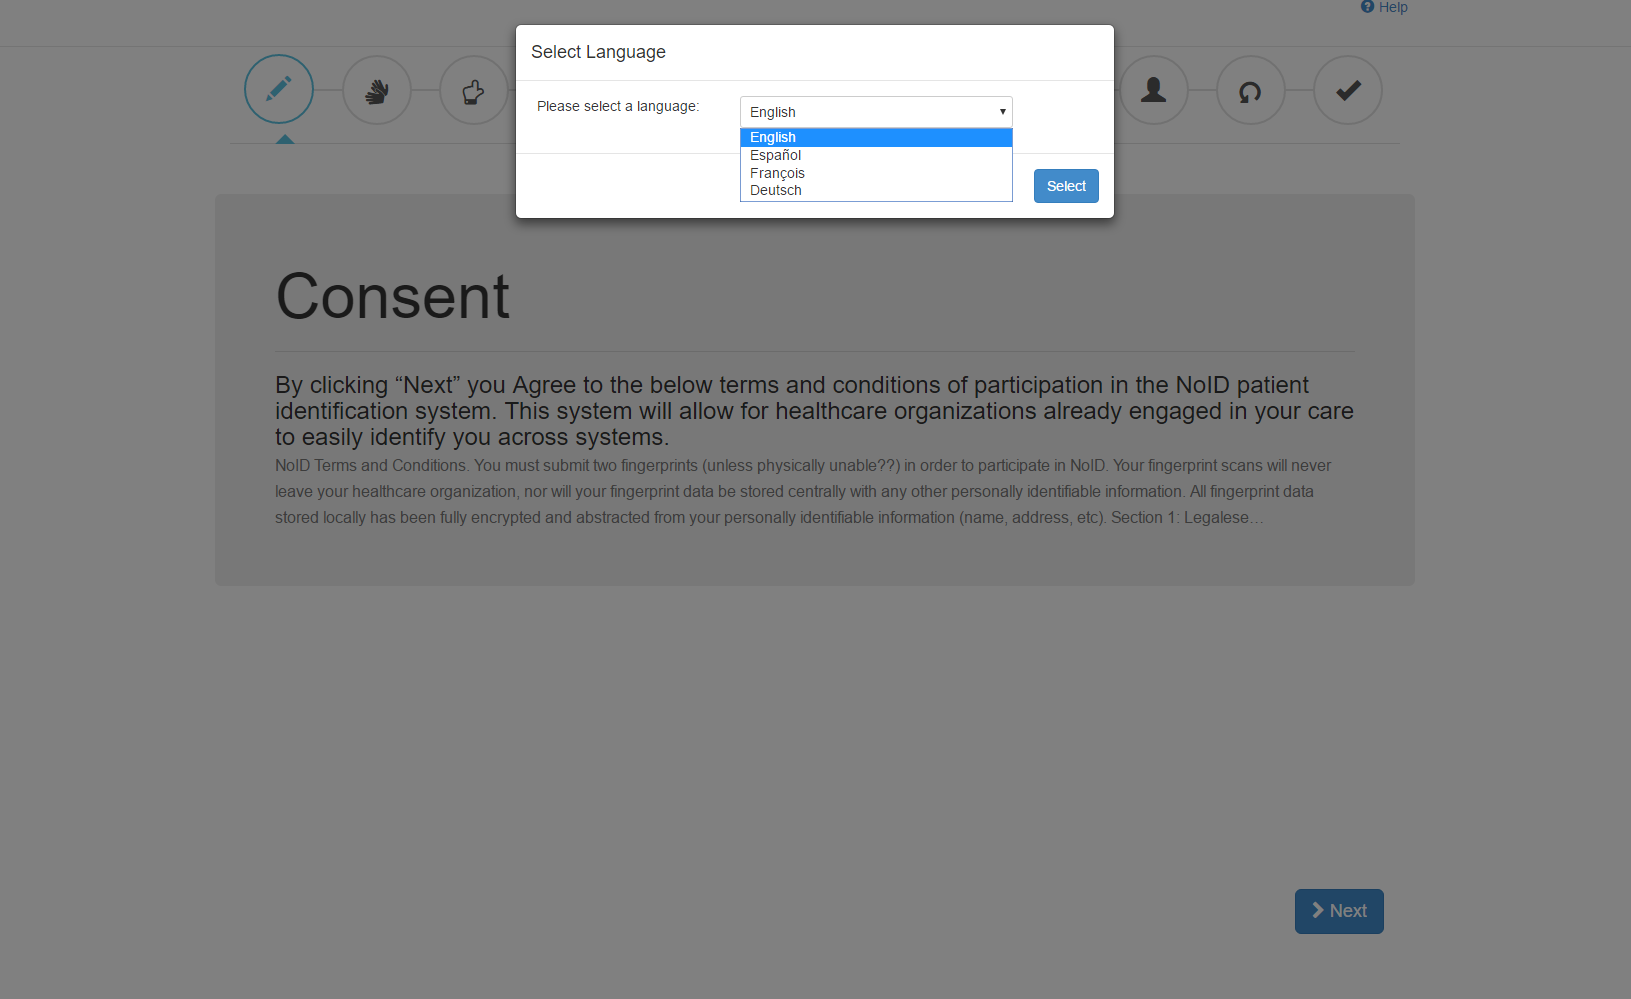 Help
Select Language
Please select a language:
English
English
Español
François
Deutsch
Select
Consent
By clicking “Next” you Agree to the below terms and conditions of participation in the NoID patient
identification system. This system will allow for healthcare organizations already engaged in your care
to easily identify you across systems.
NoID Terms and Conditions. You must submit two fingerprints (unless physically unable??) in order to participate in NoID. Your fingerprint scans will never
leave your healthcare organization, nor will your fingerprint data be stored centrally with any other personally identifiable information. All fingerprint data
stored locally has been fully encrypted and abstracted from your personally identifiable information (name, address, etc). Section 1: Legalese…
Next